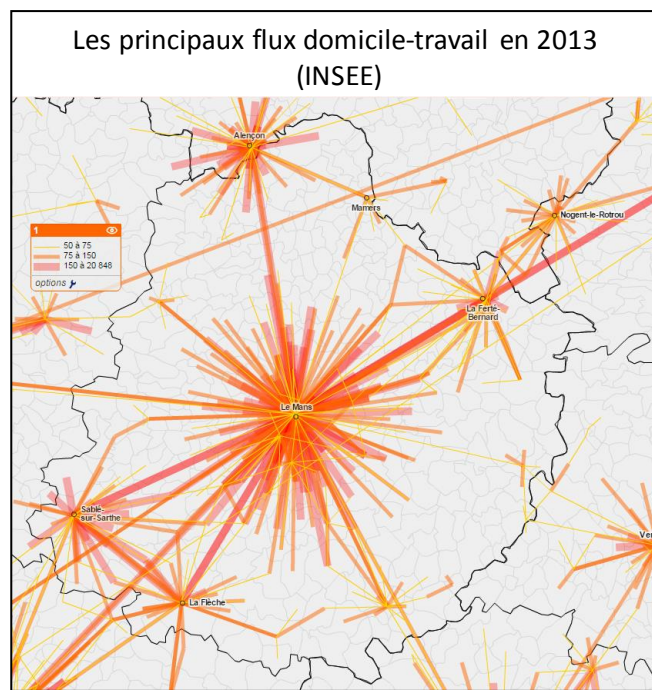 Les principaux flux domicile-travail en 2013
(INSEE)
Alençon
Mamers
Nogent-le-Rotrou
1
50 à 75
75 à 150
150 à 20 848
options
La Ferté-
Bernard
Le Mans
Sablé-
sur-Sarthe
Ven
La Flèche